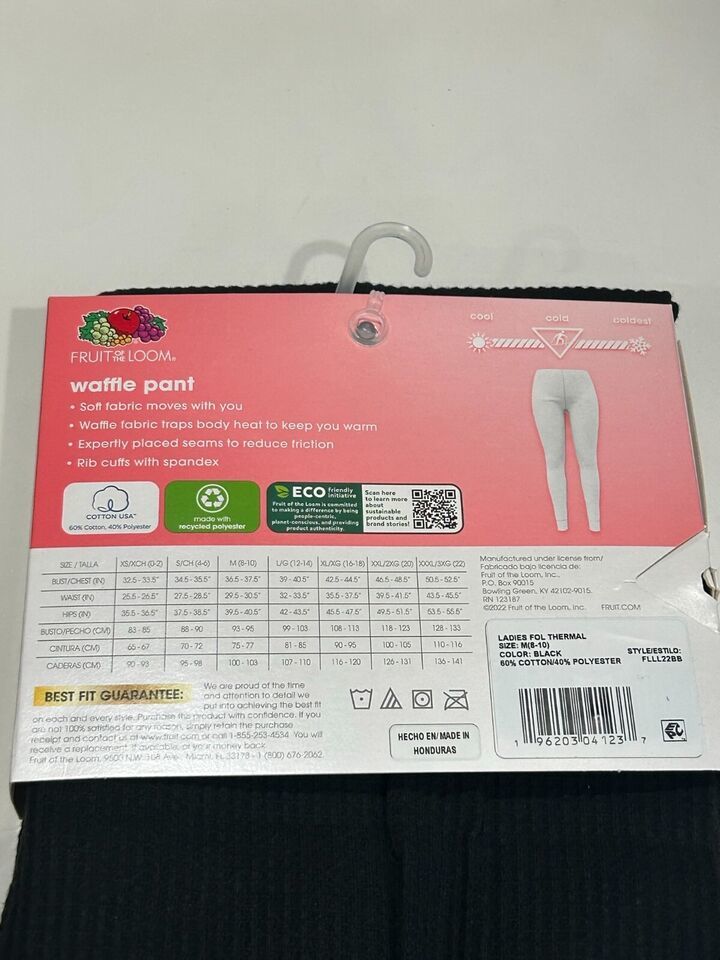 FRUIT OF THE LOOM®
waffle pant
• Soft fabric moves with you
• Waffle fabric traps body heat to keep you warm
• Expertly placed seams to reduce friction
• Rib cuffs with spandex
cool cold coldest
COTTON USA™
60% Cotton, 40% Polyester
made with
recycled polyester
ECO friendly initiative
Fruit of the Loom is committed to
making a difference by being
people-centric,
planet-conscious, and providing
product authenticity.
Scan here
to learn more
about
sustainable
products and
brand stories!
SIZE / TALLA XS/XCH (0-2) S/CH (4-6) M (8-10) L/G (12-14) XL/XG (16-18) XXL/2XG (20) XXXL/3XG (22)
BUST/CHEST (IN) 32.5 - 33.5" 34.5 - 35.5" 36.5 - 37.5" 39 - 40.5" 42.5 - 44.5" 46.5 - 48.5" 50.5 - 52.5"
WAIST (IN) 25.5 - 26.5" 27.5 - 28.5" 29.5 - 30.5" 32 - 33.5" 35.5 - 37.5" 39.5 - 41.5" 43.5 - 45.5"
HIPS (IN) 35.5 - 36.5" 37.5 - 38.5" 39.5 - 40.5" 42 - 43.5" 45.5 - 47.5" 49.5 - 51.5" 53.5 - 55.5"
BUSTO/PECHO (CM) 83 - 85 88 - 90 93 - 95 99 - 103 108 - 113 118 - 123 128 - 133
CINTURA (CM) 65 - 67 70 - 72 75 - 77 81 - 85 90 - 95 100 - 105 110 - 116
CADERAS (CM) 90 - 93 95 - 98 100 - 103 107 - 110 116 - 120 126 - 131 136 - 141
Manufactured under license from/
Fabricado bajo licencia de:
Fruit of the Loom, Inc.
P.O. Box 90015
Bowling Green, KY 42102-9015.
RN 123187
©2022 Fruit of the Loom, Inc. FRUIT.COM
LADIES FOL THERMAL
SIZE: M(8-10)
COLOR: BLACK
60% COTTON/40% POLYESTER
STYLE/ESTILO:
FLLL22BB
1 96203 04123 7
BEST FIT GUARANTEE:
We are proud of the time
and attention to detail we
put into achieving the best fit
on each and every style. Purchase this product with confidence. If you
are not 100% satisfied for any reason, simply retain the purchase
receipt and contact us at www.fruit.com or call 1-855-253-4534 You will
receive a replacement, if available, or your money back.
Fruit of the Loom, 9500 N.W. 108 Ave., Miami, Fl. 33178 - 1 (800) 676-2062.
HECHO EN/MADE IN
HONDURAS